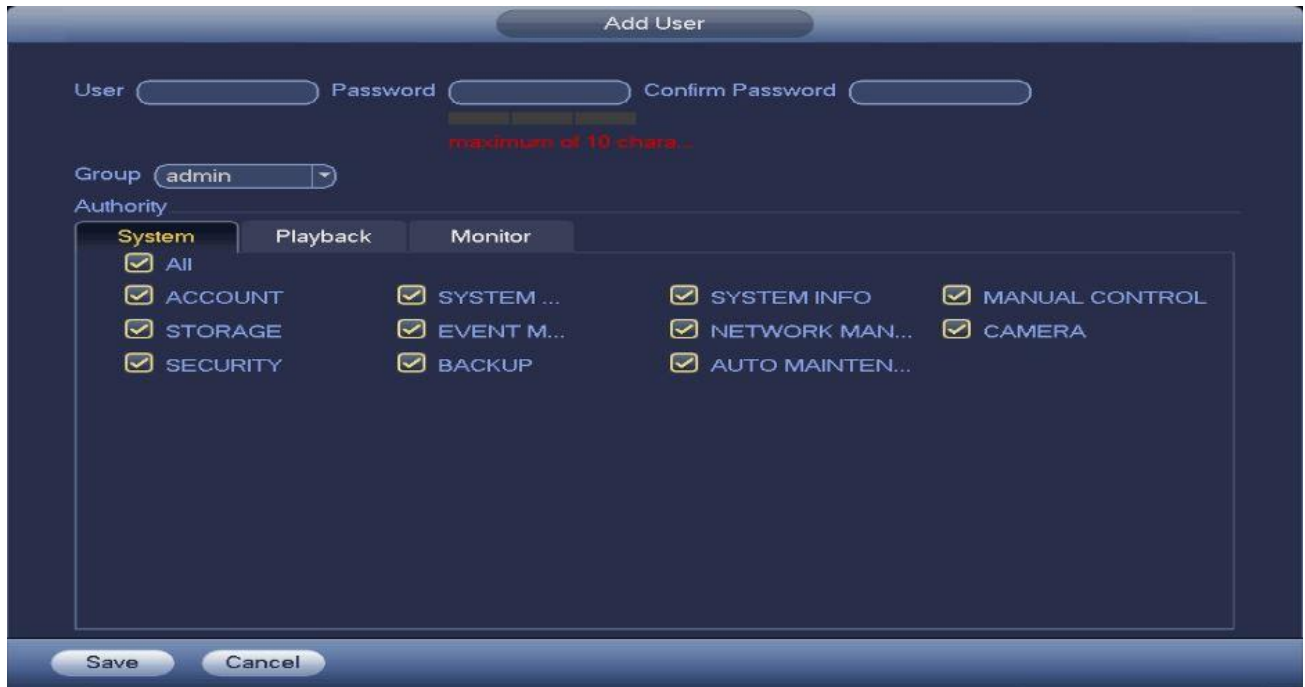 Add User
User Password Confirm Password
maximum of 10 chara...
Group admin
Authority
System Playback Monitor
All
ACCOUNT SYSTEM ... SYSTEM INFO MANUAL CONTROL
STORAGE EVENT M... NETWORK MAN... CAMERA
SECURITY BACKUP AUTO MAINTEN...
Save Cancel